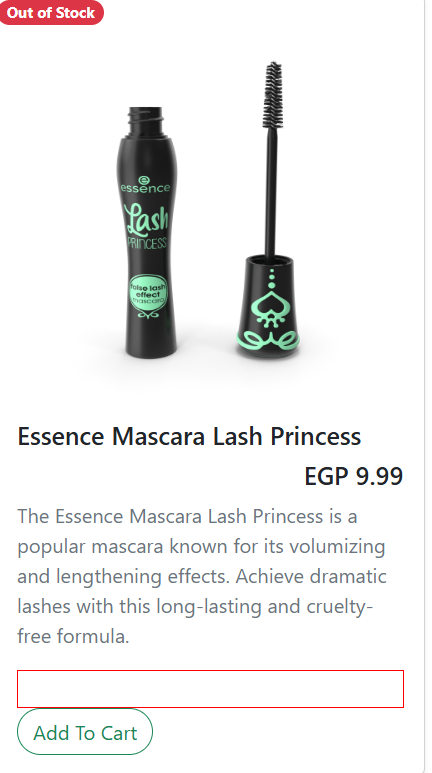 Out of Stock
essence
Lash
PRINCESS
false lash
effect
mascara
Essence Mascara Lash Princess
EGP 9.99
The Essence Mascara Lash Princess is a
popular mascara known for its volumizing
and lengthening effects. Achieve dramatic
lashes with this long-lasting and cruelty-
free formula.
Add To Cart